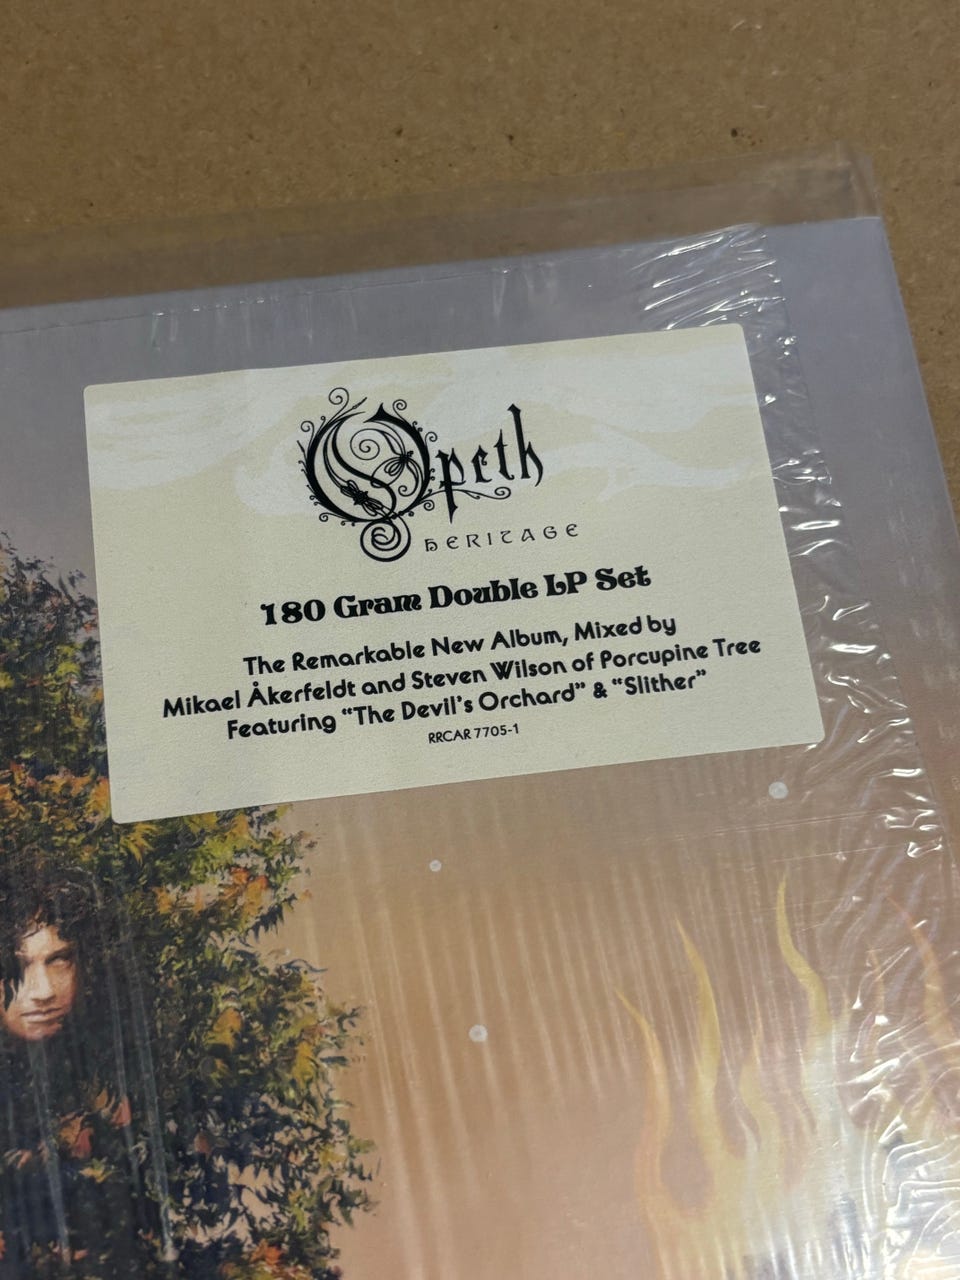 Opeth
HERITAGE
180 Gram Double LP Set
The Remarkable New Album, Mixed by
Mikael Åkerfeldt and Steven Wilson of Porcupine Tree
Featuring “The Devil’s Orchard” & “Slither”
RRCAR 7705-1